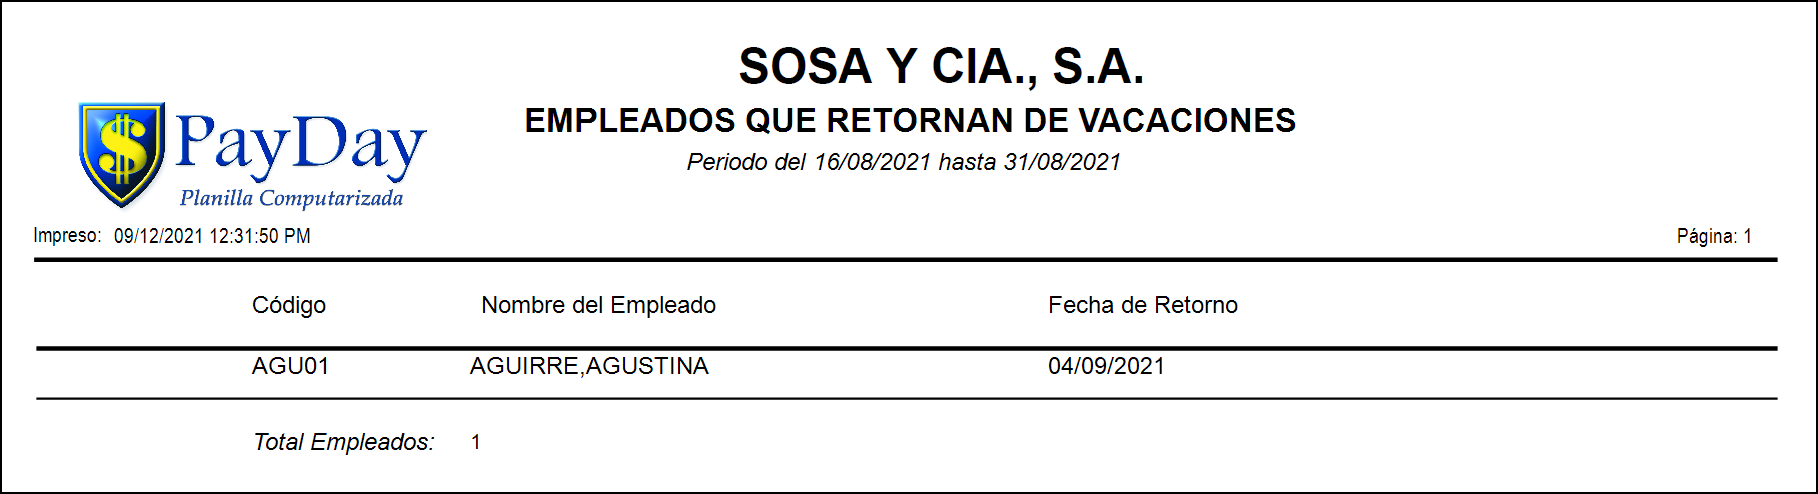 SOSA Y CIA., S.A.
EMPLEADOS QUE RETORNAN DE VACACIONES
Periodo del 16/08/2021 hasta 31/08/2021
$ PayDay
Planilla Computarizada
Impreso: 09/12/2021 12:31:50 PM Página: 1
Código Nombre del Empleado Fecha de Retorno
AGU01 AGUIRRE,AGUSTINA 04/09/2021
Total Empleados: 1